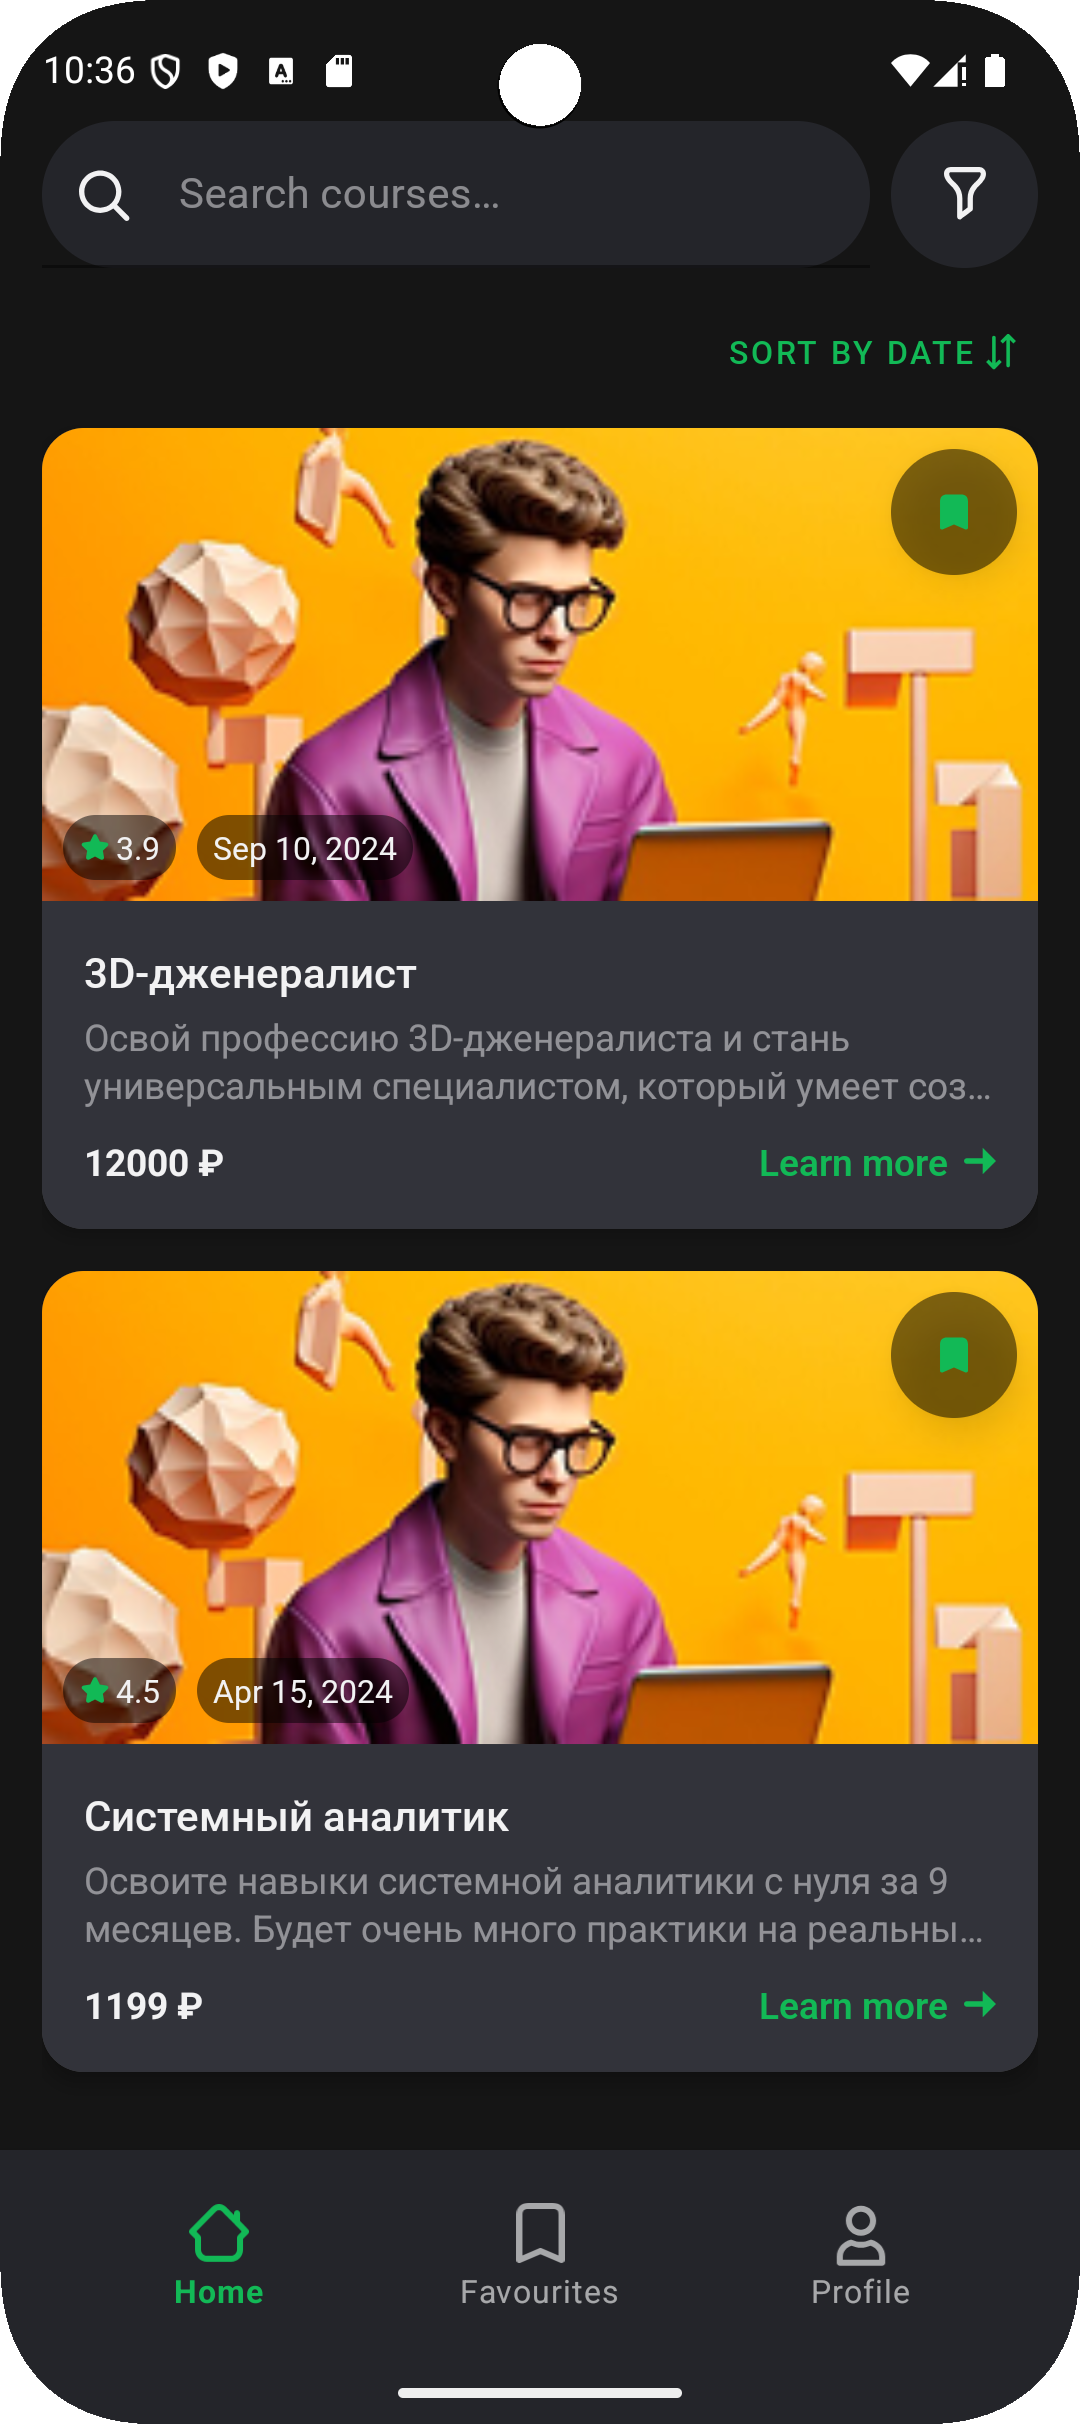 10:36
Search courses...
SORT BY DATE
3.9
Sep 10, 2024
3D-дженералист
Освой профессию 3D-дженералиста и стань
универсальным специалистом, который умеет соз...
12000 ₽
Learn more
4.5
Apr 15, 2024
Системный аналитик
Освоите навыки системной аналитики с нуля за 9
месяцев. Будет очень много практики на реальны...
1199 ₽
Learn more
Home
Favourites
Profile